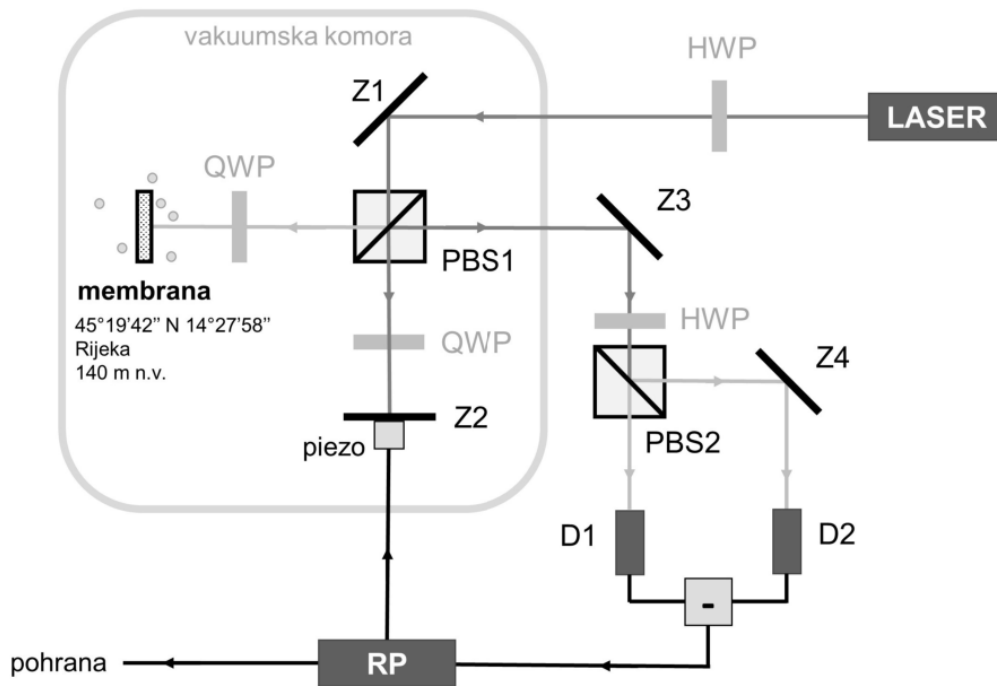 vakuumska komora
HWP
LASER
Z1
QWP
Z3
PBS1
membrana
45°19'42’’ N 14°27’58’’
Rijeka
140 m n.v.
QWP
HWP
Z4
Z2
piezo
PBS2
D1
D2
-
pohrana
RP